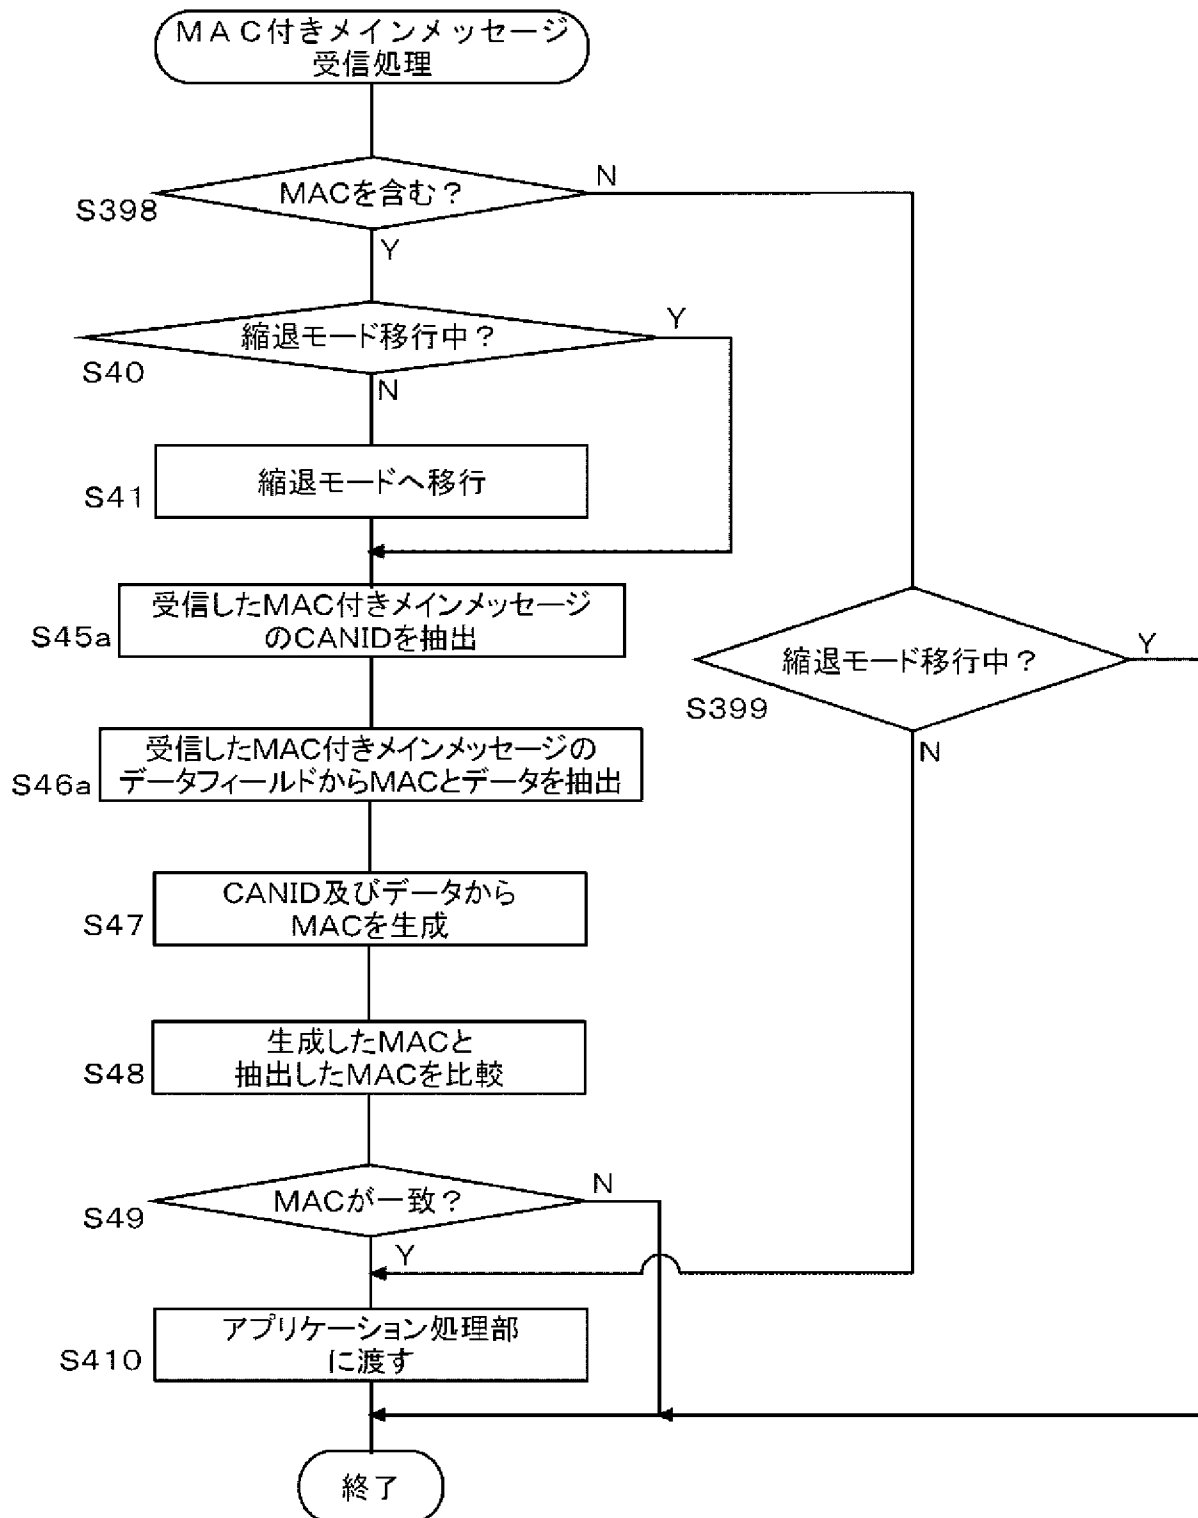 MAC付きメインメッセージ
受信処理
MACを含む?
N
S398
Y
縮退モード移行中?
Y
S40
N
縮退モードへ移行
S41
受信したMAC付きメインメッセージ
のCANIDを抽出
S45a
縮退モード移行中?
Y
S399
N
受信したMAC付きメインメッセージの
データフィールドからMACとデータを抽出
S46a
CANID及びデータから
MACを生成
S47
生成したMACと
抽出したMACを比較
S48
MACが一致?
N
S49
Y
アプリケーション処理部
に渡す
S410
終了